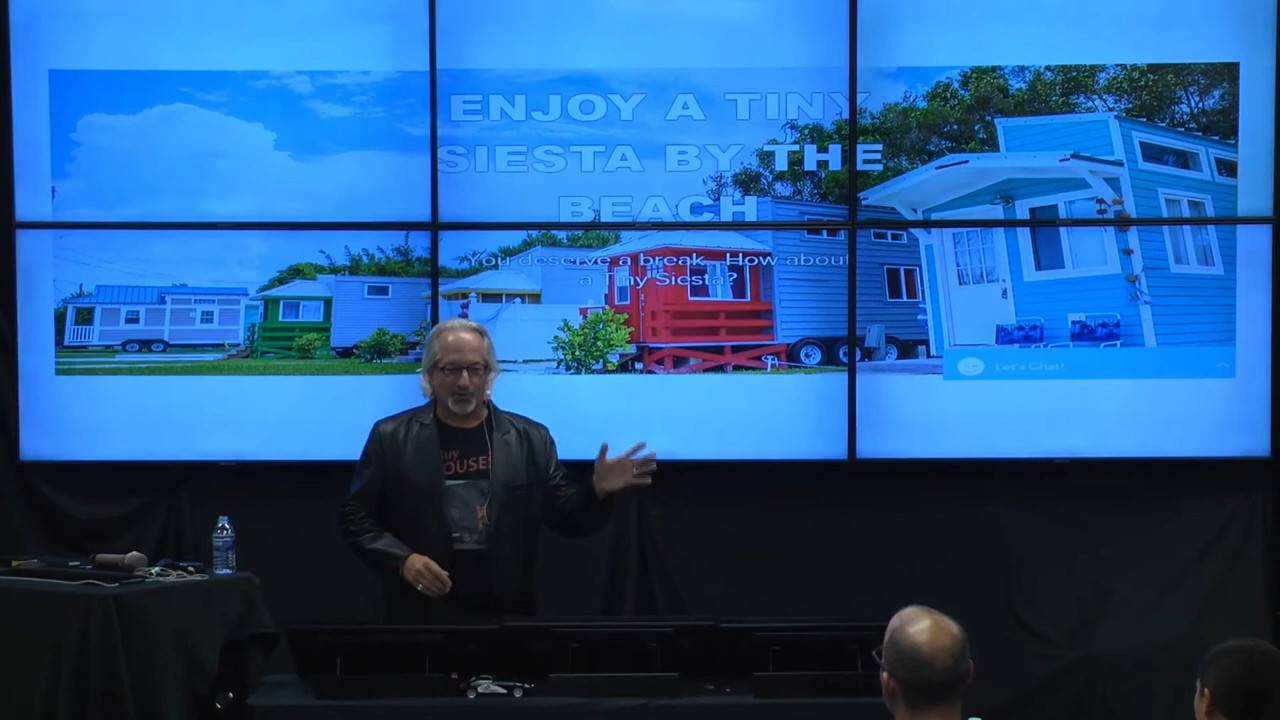 ENJOY A TINY
SIESTA BY THE
BEACH
You deserve a break. How about
a Tiny Siesta?
Let's Chat!